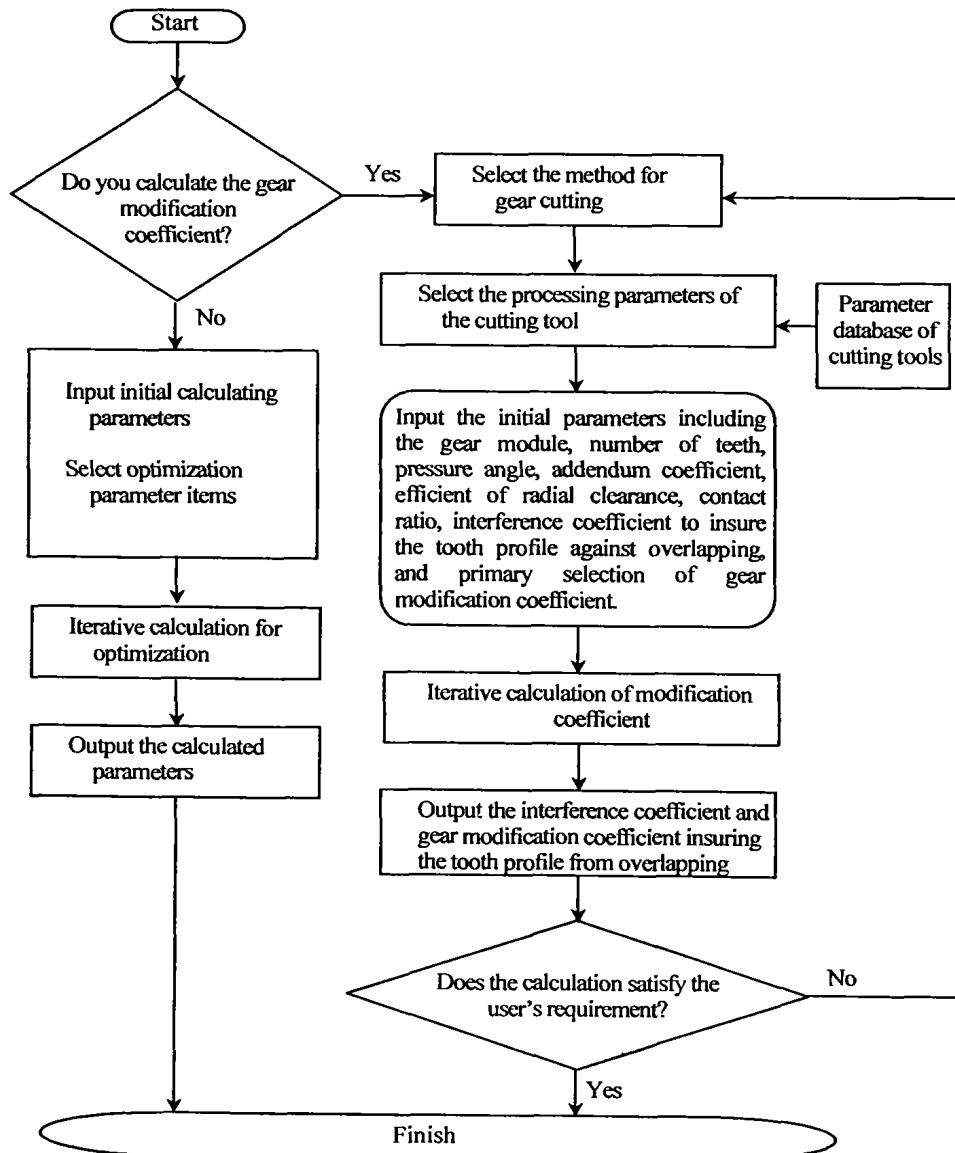 Start
Do you calculate the gear
modification
coefficient?
Yes
No
Select the method for
gear cutting
Select the processing parameters of
the cutting tool
Parameter
database of
cutting tools
Input initial calculating
parameters
Select optimization
parameter items
Input the initial parameters including
the gear module, number of teeth,
pressure angle, addendum coefficient,
efficient of radial clearance, contact
ratio, interference coefficient to insure
the tooth profile against overlapping,
and primary selection of gear
modification coefficient.
Iterative calculation for
optimization
Iterative calculation of modification
coefficient
Output the calculated
parameters
Output the interference coefficient and
gear modification coefficient insuring
the tooth profile from overlapping
Does the calculation satisfy the
user's requirement?
No
Yes
Finish